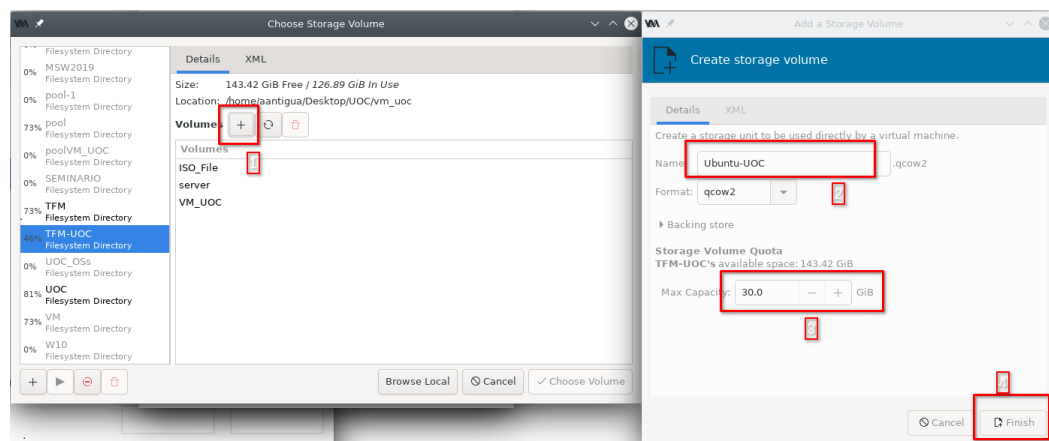 Choose Storage Volume
Filesystem Directory
0% MSW2019
Filesystem Directory
0% pool-1
Filesystem Directory
73% pool
Filesystem Directory
0% poolVM_UOC
Filesystem Directory
0% SEMINARIO
Filesystem Directory
73% TFM
Filesystem Directory
46% TFM-UOC
Filesystem Directory
0% UOC_OSs
Filesystem Directory
81% UOC
Filesystem Directory
73% VM
Filesystem Directory
0% W10
Filesystem Directory
Details XML
Size: 143.42 GiB Free / 126.89 GiB In Use
Location: /home/aantigua/Desktop/UOC/vm_uoc
Volumes
1
Volumes
ISO_File
server
VM_UOC
Browse Local Cancel Choose Volume
Add a Storage Volume
Create storage volume
Details XML
Create a storage unit to be used directly by a virtual machine.
Name: Ubuntu-UOC .qcow2
Format: qcow2
2
Backing store
Storage Volume Quota
TFM-UOC's available space: 143.42 GiB
Max Capacity: 30.0 GiB
3
4
Cancel Finish